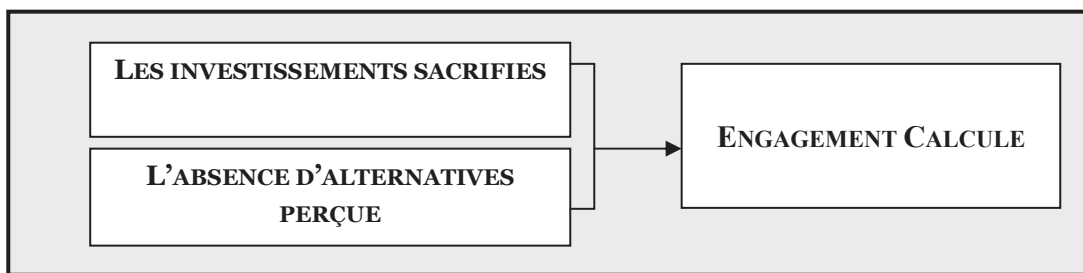 LES INVESTISSEMENTS SACRIFIES
L’ABSENCE D’ALTERNATIVES
PERÇUE
ENGAGEMENT CALCULE